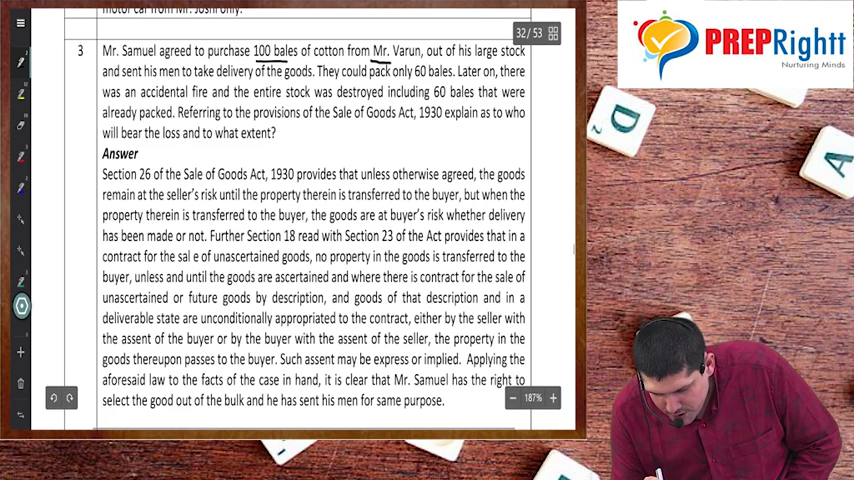 motor car from Mr. Joshi only.
32 / 53
3
Mr. Samuel agreed to purchase 100 bales of cotton from Mr. Varun, out of his large stock
and sent his men to take delivery of the goods. They could pack only 60 bales. Later on, there
was an accidental fire and the entire stock was destroyed including 60 bales that were
already packed. Referring to the provisions of the Sale of Goods Act, 1930 explain as to who
will bear the loss and to what extent?
Answer
Section 26 of the Sale of Goods Act, 1930 provides that unless otherwise agreed, the goods
remain at the seller's risk until the property therein is transferred to the buyer, but when the
property therein is transferred to the buyer, the goods are at buyer's risk whether delivery
has been made or not. Further Section 18 read with Section 23 of the Act provides that in a
contract for the sal e of unascertained goods, no property in the goods is transferred to the
buyer, unless and until the goods are ascertained and where there is contract for the sale of
unascertained or future goods by description, and goods of that description and in a
deliverable state are unconditionally appropriated to the contract, either by the seller with
the assent of the buyer or by the buyer with the assent of the seller, the property in the
goods thereupon passes to the buyer. Such assent may be express or implied. Applying the
aforesaid law to the facts of the case in hand, it is clear that Mr. Samuel has the right to
select the good out of the bulk and he has sent his men for same purpose.
187%
PREPRightt
Nurturing Minds
D
2
A